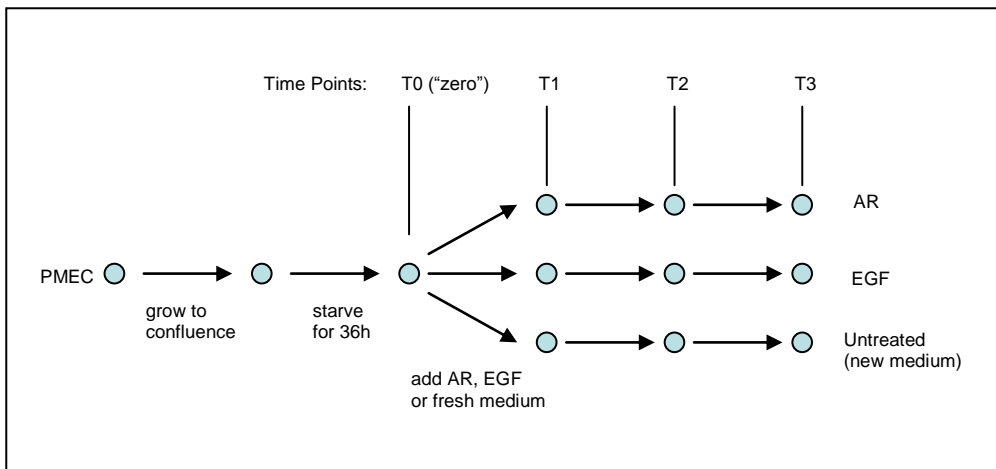 Time Points: T0 (“zero”) T1 T2 T3
AR
PMEC
EGF
grow to
confluence
starve
for 36h
Untreated
(new medium)
add AR, EGF
or fresh medium